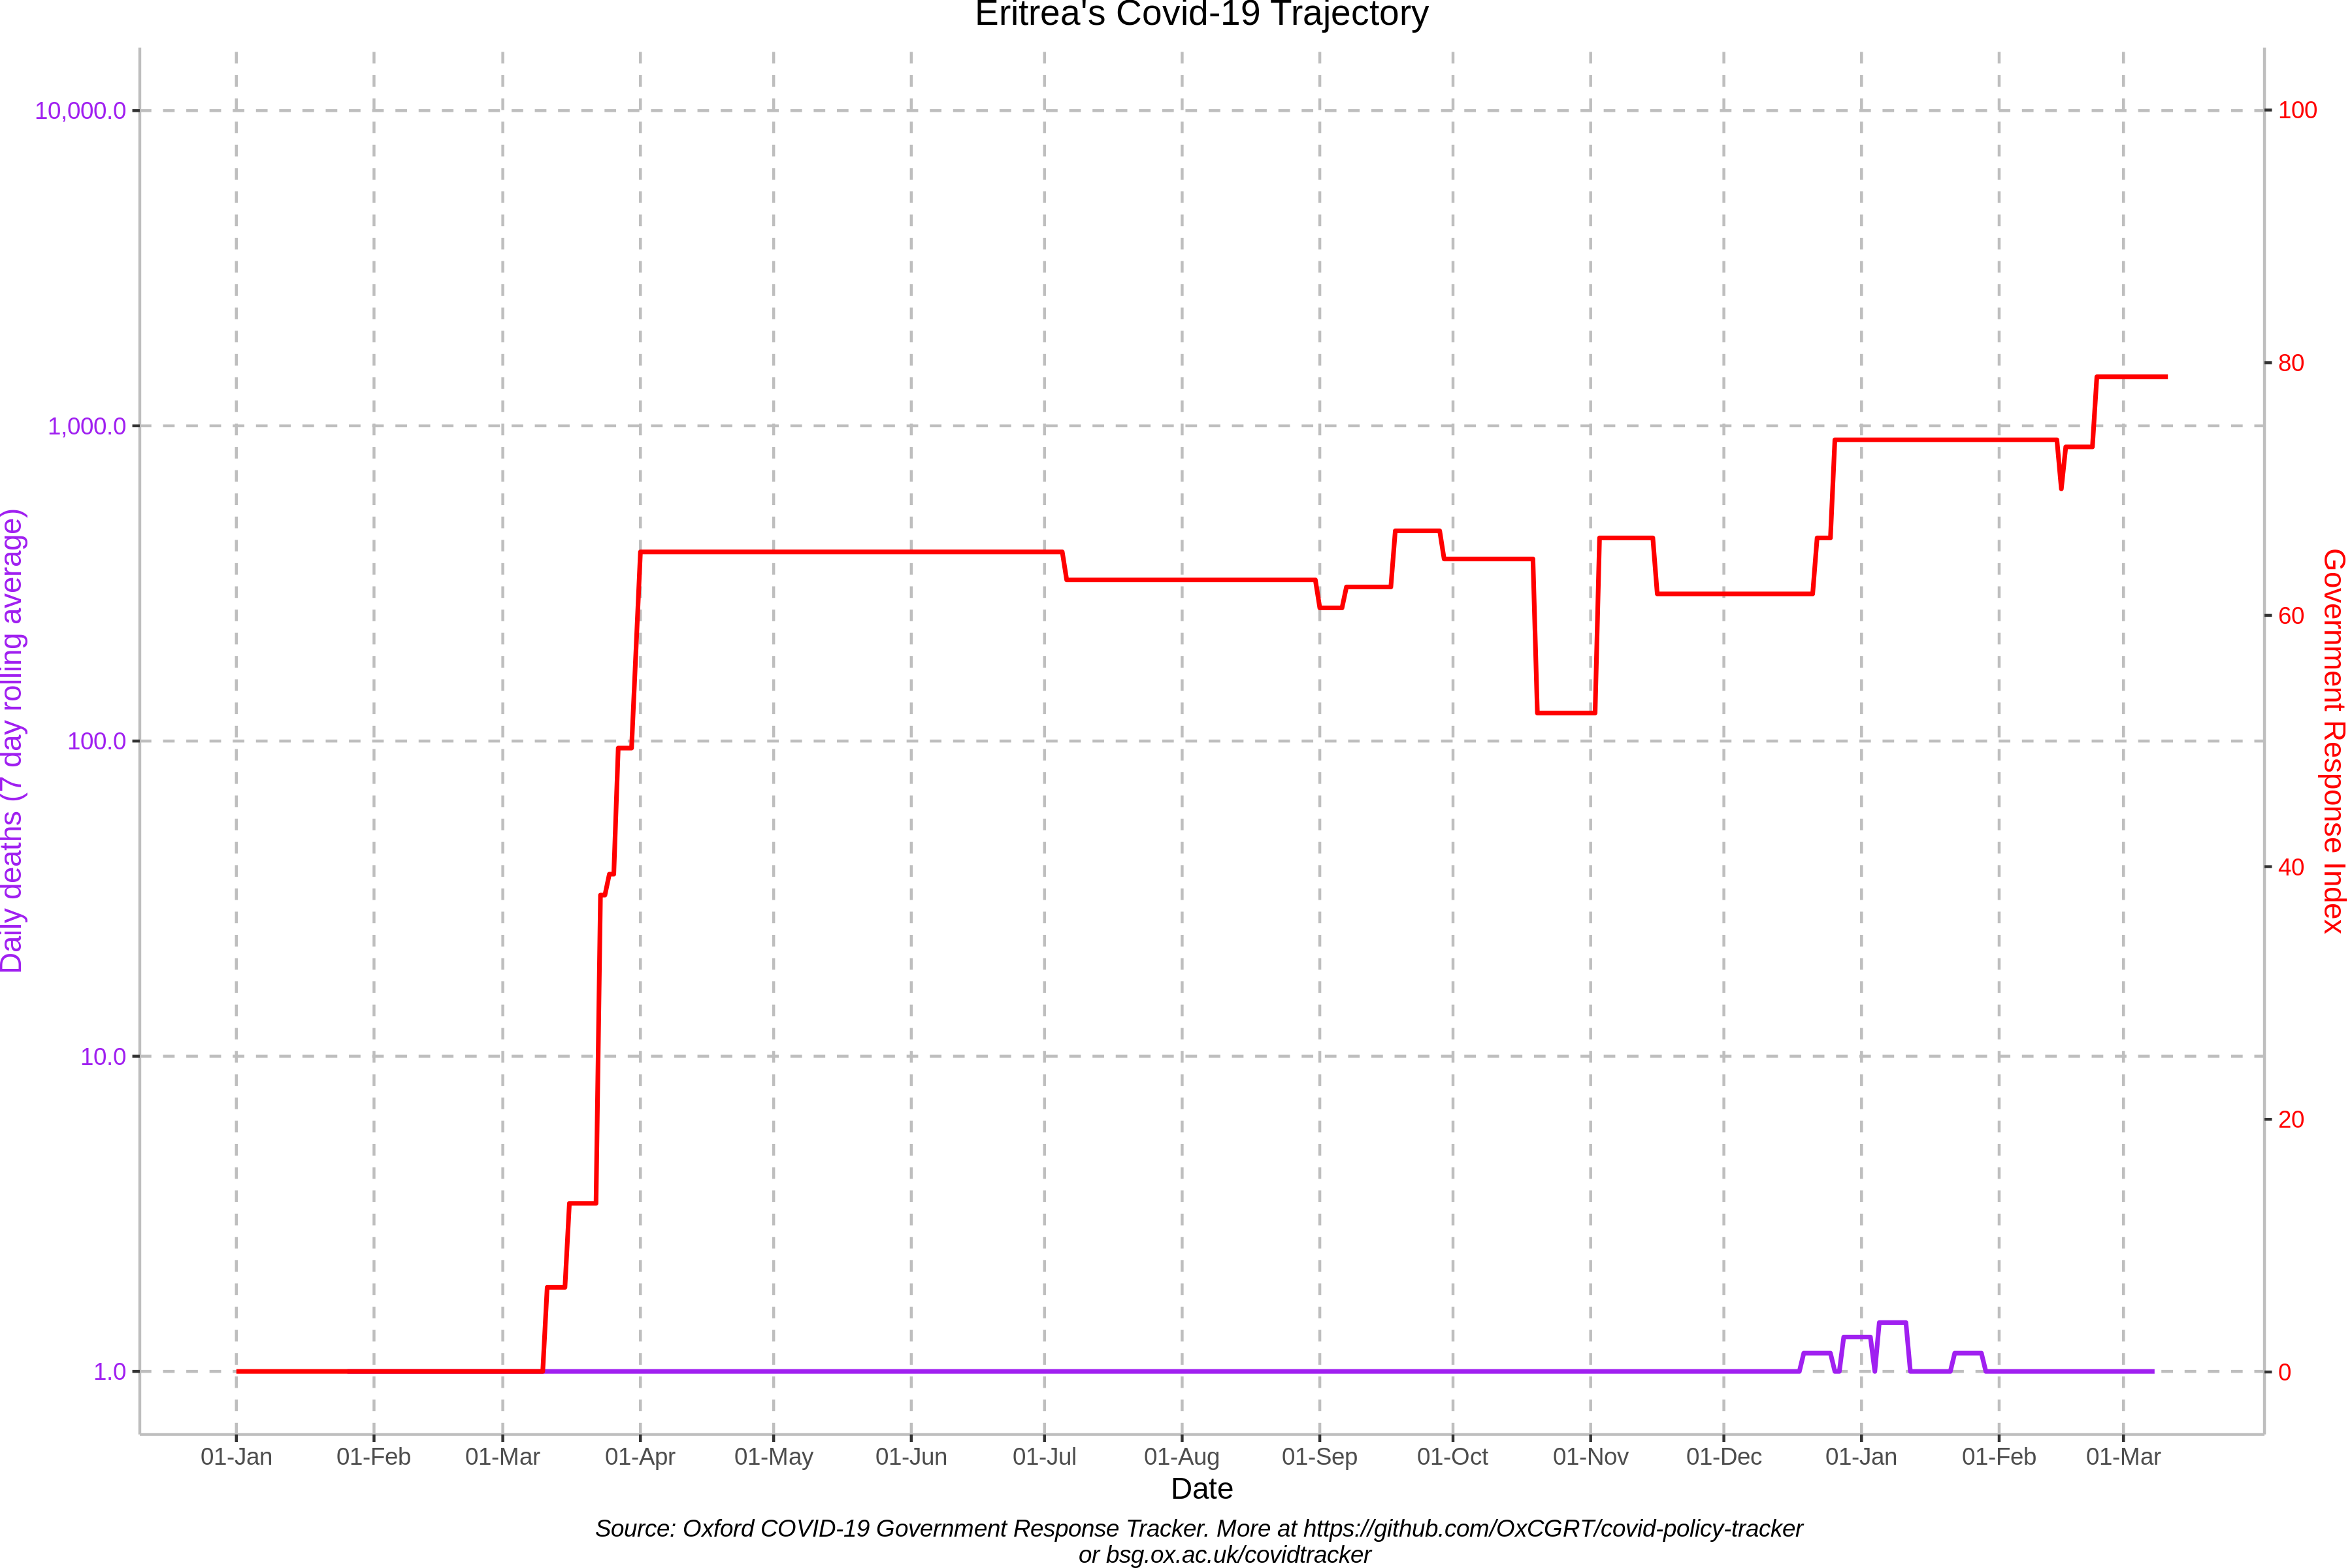 Eritrea's Covid-19 Trajectory
10,000.0
1,000.0
100.0
10.0
1.0
Daily deaths (7 day rolling average)
100
80
60
40
20
0
Government Response Index
01-Jan 01-Feb 01-Mar 01-Apr 01-May 01-Jun 01-Jul 01-Aug 01-Sep 01-Oct 01-Nov 01-Dec 01-Jan 01-Feb 01-Mar
Date
Source: Oxford COVID-19 Government Response Tracker. More at https://github.com/OxCGRT/covid-policy-tracker
or bsg.ox.ac.uk/covidtracker